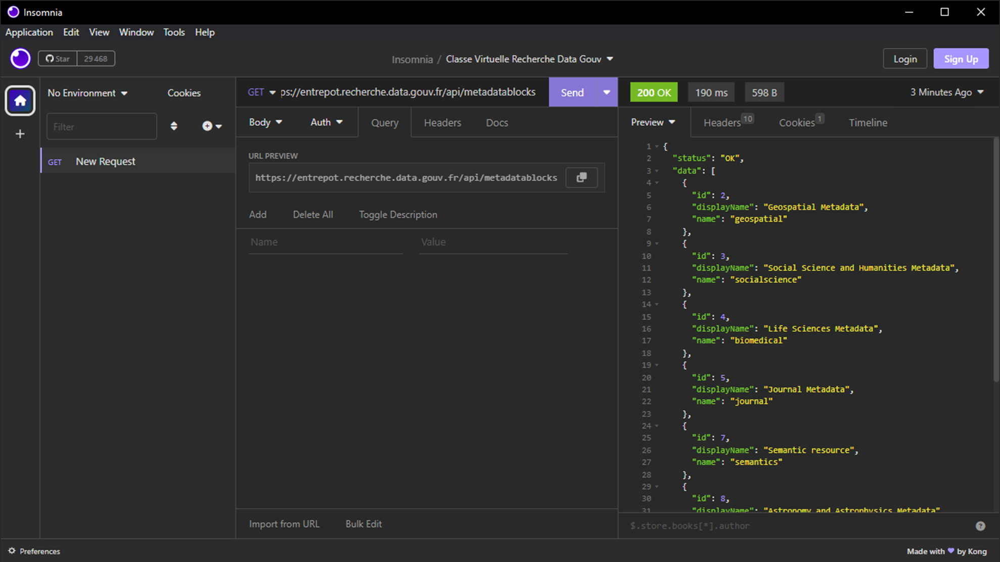 Insomnia
Application Edit View Window Tools Help
Star 29 468
Insomnia / Classe Virtuelle Recherche Data Gouv
Login Sign Up
No Environment Cookies
Filter
GET New Request
GET ps://entrepot.recherche.data.gouv.fr/api/metadatablocks Send
Body Auth Query Headers Docs
URL PREVIEW
https://entrepot.recherche.data.gouv.fr/api/metadatablocks
Add Delete All Toggle Description
Name Value
Import from URL Bulk Edit
200 OK 190 ms 598 B 3 Minutes Ago
Preview Headers 10 Cookies 1 Timeline
1 {
2 "status": "OK",
3 "data": [
4 {
5 "id": 2,
6 "displayName": "Geospatial Metadata",
7 "name": "geospatial"
8 },
9 {
10 "id": 3,
11 "displayName": "Social Science and Humanities Metadata",
12 "name": "socialscience"
13 },
14 {
15 "id": 4,
16 "displayName": "Life Sciences Metadata",
17 "name": "biomedical"
18 },
19 {
20 "id": 5,
21 "displayName": "Journal Metadata",
22 "name": "journal"
23 },
24 {
25 "id": 7,
26 "displayName": "Semantic resource",
27 "name": "semantics"
28 },
29 {
30 "id": 8,
31 "displayName": "Astronomy and Astrophysics Metadata"
$.store.books[*].author
Preferences
Made with by Kong